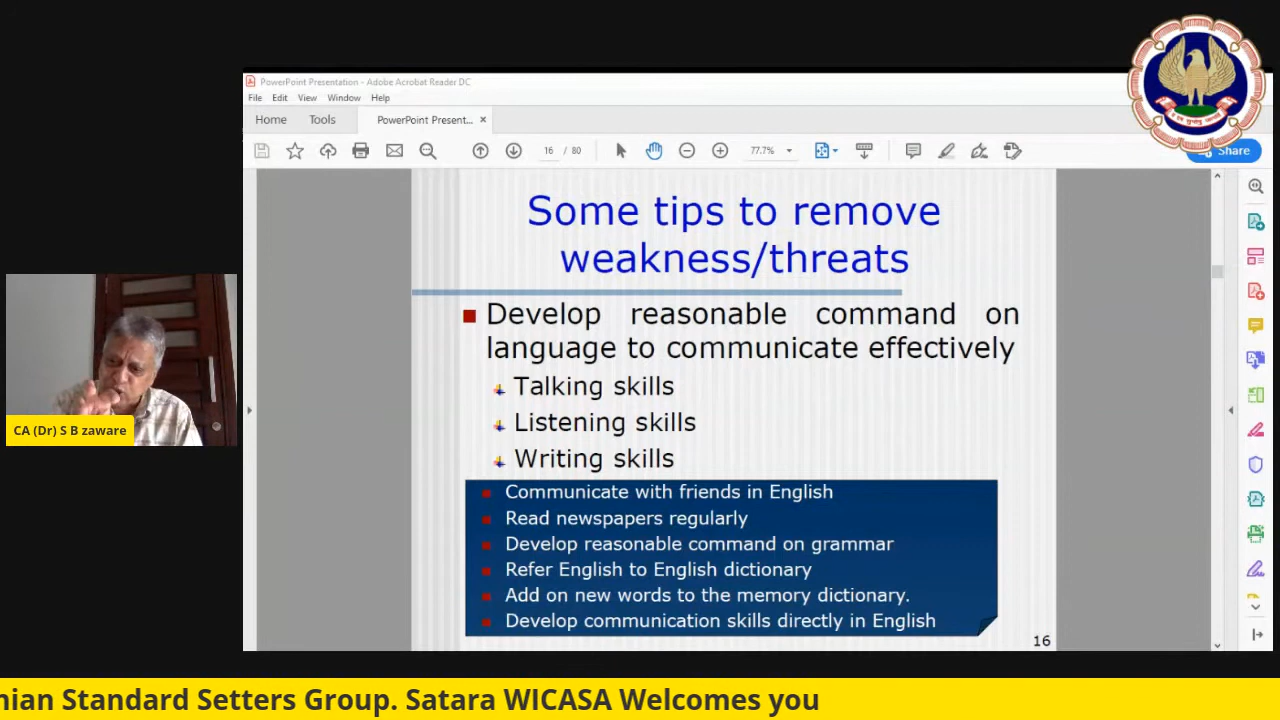 PowerPoint Presentation - Adobe Acrobat Reader DC
File Edit View Window Help
Home Tools PowerPoint Present... ×
16 / 80 77.7% Share
Some tips to remove
weakness/threats
Develop reasonable command on
language to communicate effectively
Talking skills
Listening skills
Writing skills
Communicate with friends in English
Read newspapers regularly
Develop reasonable command on grammar
Refer English to English dictionary
Add on new words to the memory dictionary.
Develop communication skills directly in English
16
CA (Dr) S B zaware
nian Standard Setters Group. Satara WICASA Welcomes you